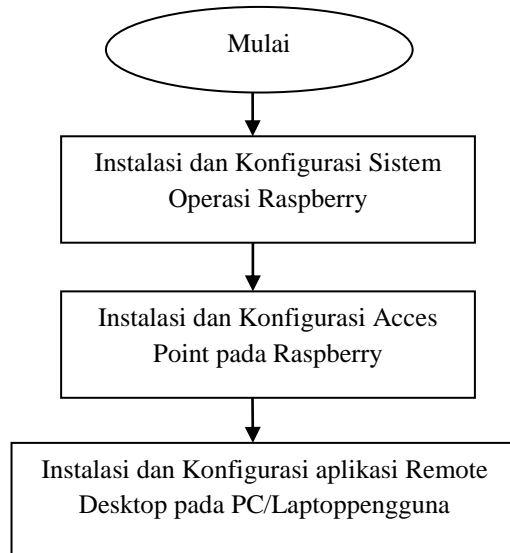 Mulai
Instalasi dan Konfigurasi Sistem
Operasi Raspberry
Instalasi dan Konfigurasi Acces
Point pada Raspberry
Instalasi dan Konfigurasi aplikasi Remote
Desktop pada PC/Laptoppengguna